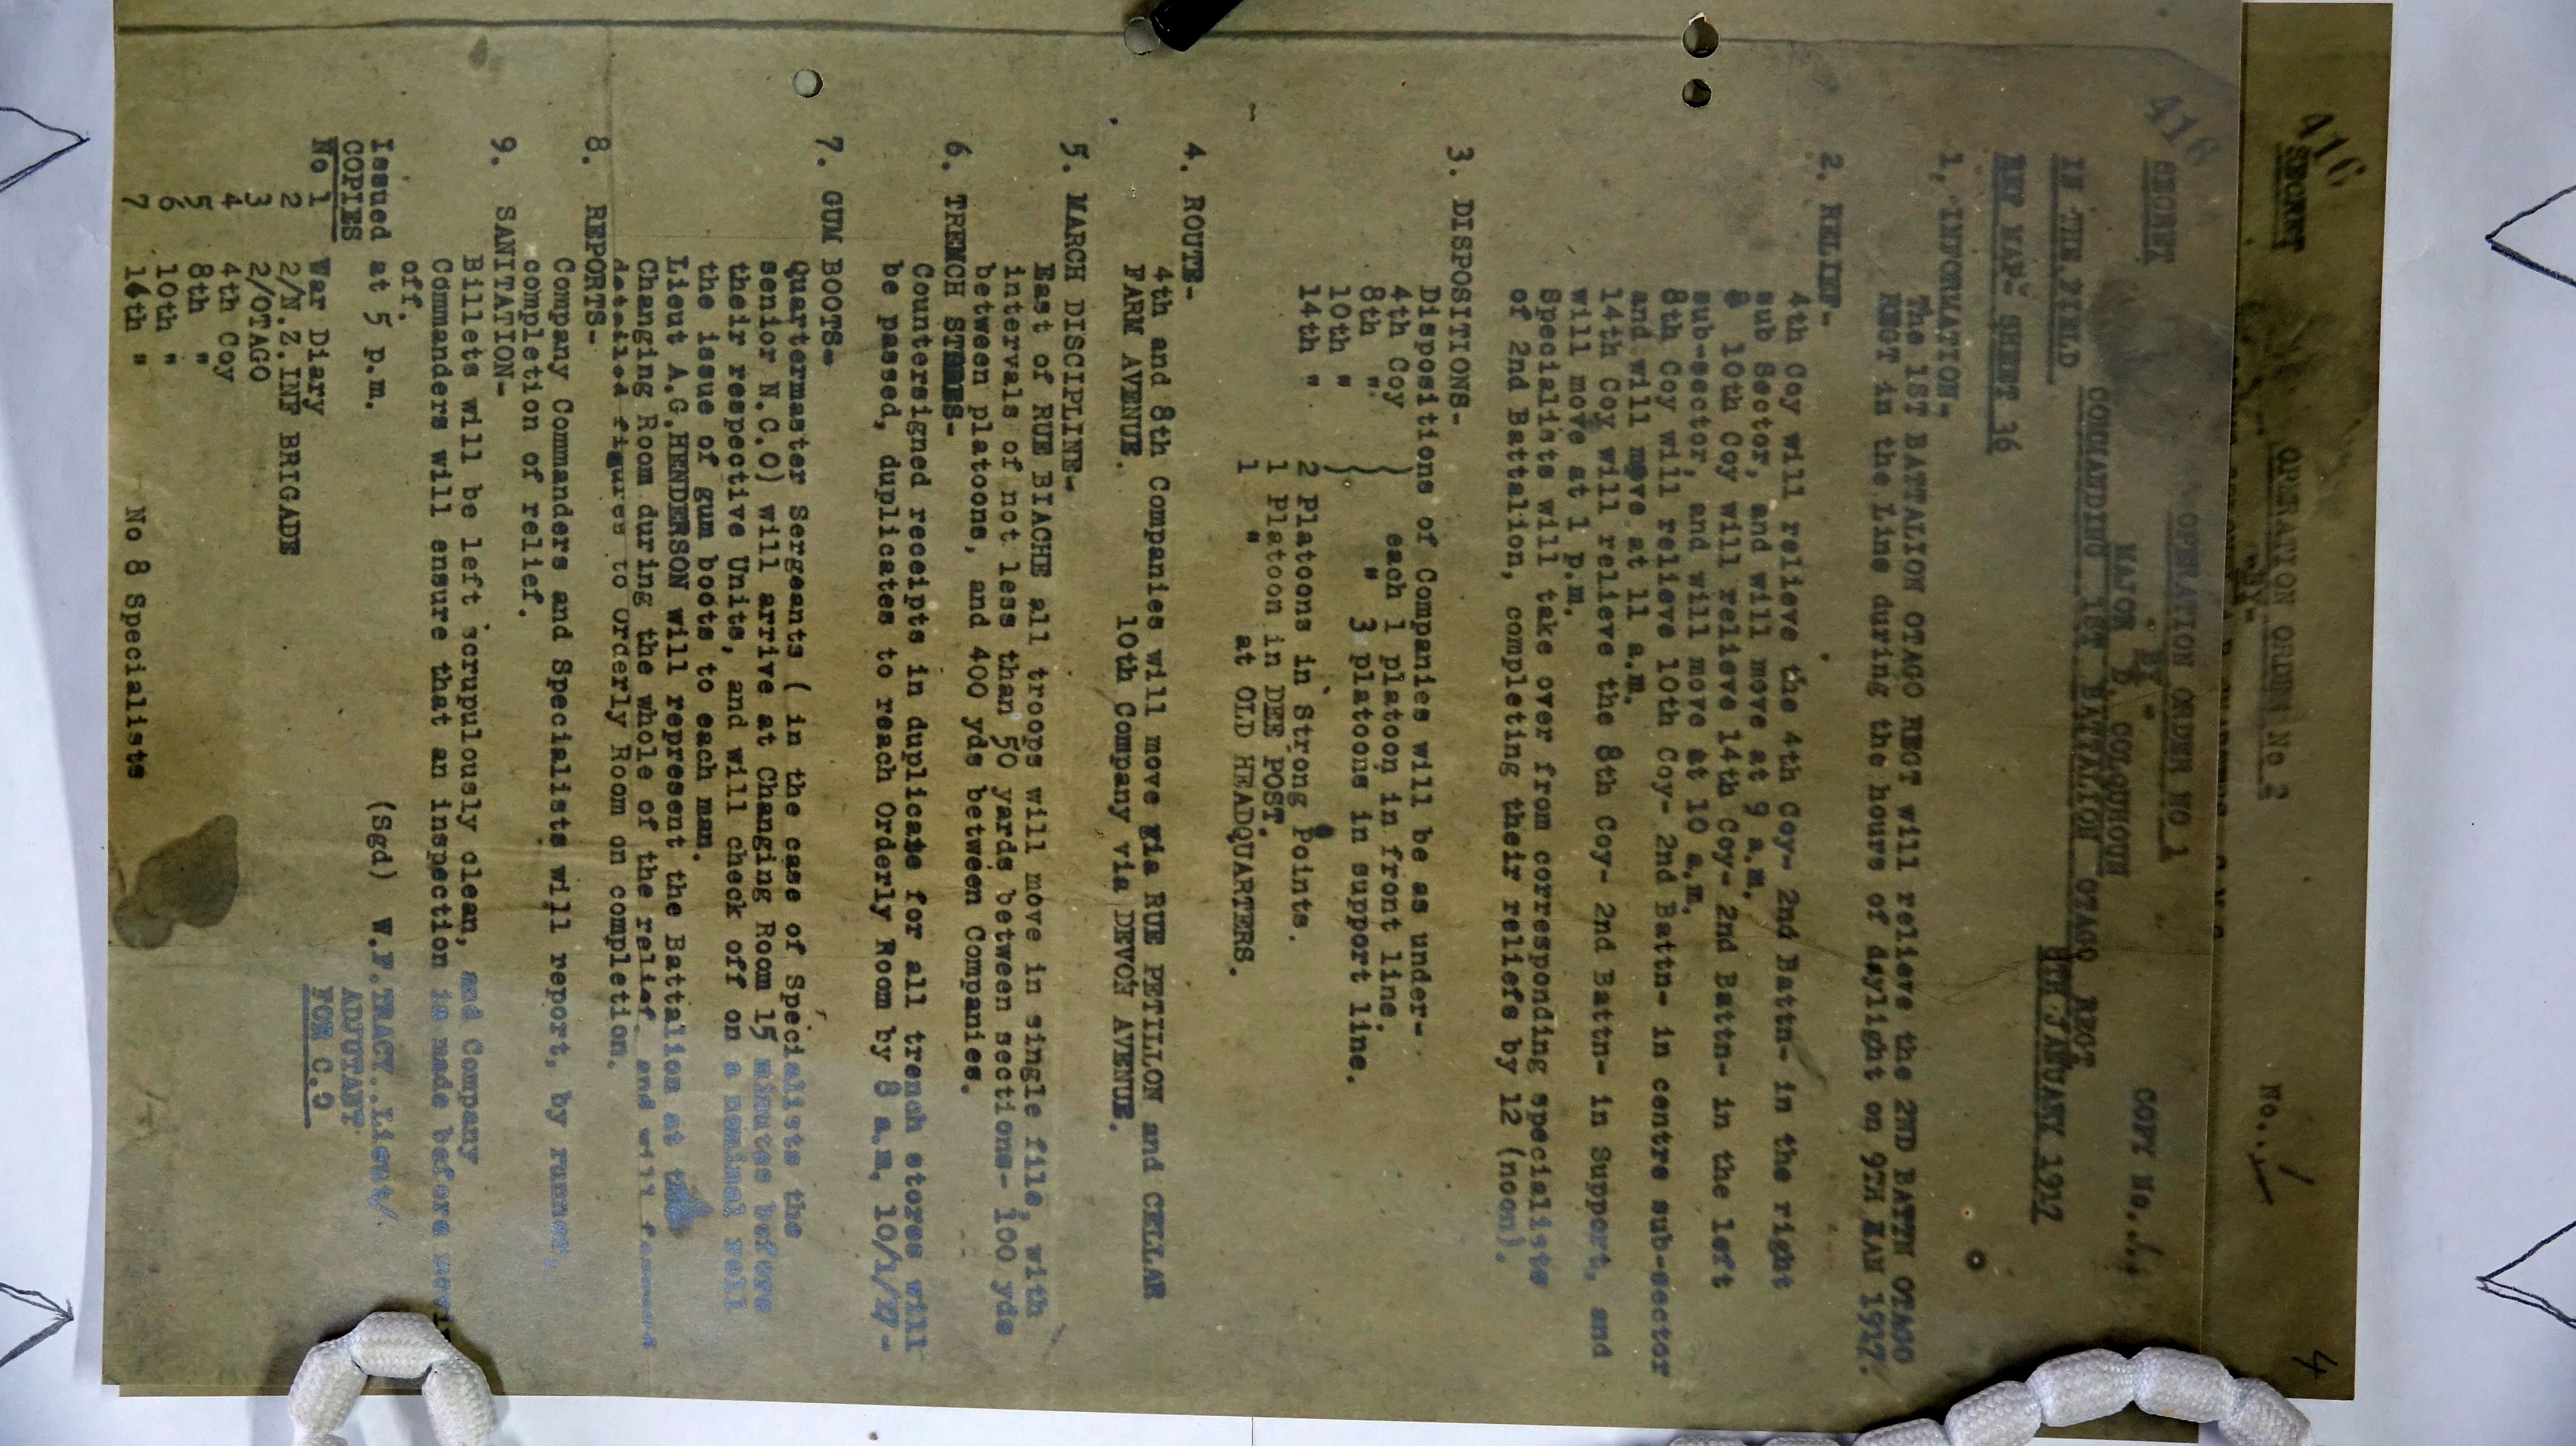 416
4
SECRET
OPERATION ORDER No 2
No. 1
-BY-
416
SECRET
OPERATION ORDER NO 1
-BY-
COPY No. 1.
MAJOR D. COLQUHOUN
COMMANDING 1ST BATTALION OTAGO REGT
IN THE FIELD
8TH JANUARY 1917
REF MAP- SHEET 36
1. INFORMATION-
The 1ST BATTALION OTAGO REGT will relieve the 2ND BATTN OTAGO
REGT in the Line during the hours of daylight on 9TH JAN 1917.
2. RELIEF-
4th Coy will relieve the 4th Coy- 2nd Battn- in the right
sub Sector, and will move at 9 a.m.
10th Coy will relieve 14th Coy- 2nd Battn- in the left
sub-sector, and will move at 10 a.m.
8th Coy will relieve 10th Coy- 2nd Battn- in centre sub-sector
and will move at 11 a.m.
14th Coy will relieve the 8th Coy- 2nd Battn- in Support, and
will move at 1 p.m.
Specialists will take over from corresponding specialists
of 2nd Battalion, completing their reliefs by 12 (noon).
3. DISPOSITIONS-
Dispositions of Companies will be as under-
4th Coy } each 1 platoon in front line.
8th " } " 3 platoons in support line.
10th " }
14th " 2 Platoons in Strong Points.
1 Platoon in DEE POST.
1 " at OLD HEADQUARTERS.
4. ROUTE-
4th and 8th Companies will move via RUE PETILLON and CELLAR
FARM AVENUE. 10th Company via DEVON AVENUE.
5. MARCH DISCIPLINE-
East of RUE BIACHE all troops will move in single file, with
intervals of not less than 50 yards between sections- 100 yds
between platoons, and 400 yds between Companies.
6. TRENCH STORES-
Countersigned receipts in duplicate for all trench stores will
be passed, duplicates to reach Orderly Room by 8 a.m. 10/1/17-
7. GUM BOOTS-
Quartermaster Sergeants ( in the case of Specialists the
senior N.C.O) will arrive at Changing Room 15 minutes before
their respective Units, and will check off on a nominal roll
the issue of gum boots to each man.
Lieut A.G.HENDERSON will represent the Battalion at the
Changing Room during the whole of the relief and will forward
detailed figures to Orderly Room on completion.
8. REPORTS-
Company Commanders and Specialists will report, by runner,
completion of relief.
9. SANITATION-
Billets will be left scrupulously clean, and Company
Commanders will ensure that an inspection is made before
off.
Issued at 5 p.m.
(Sgd) W.F.TRACY. Lieut/
ADJUTANT
FOR C.O
COPIES
No 1 War Diary
2 2/N.Z.INF BRIGADE
3 2/OTAGO
4 4th Coy
5 8th "
6 10th "
7 14th " No 8 Specialists